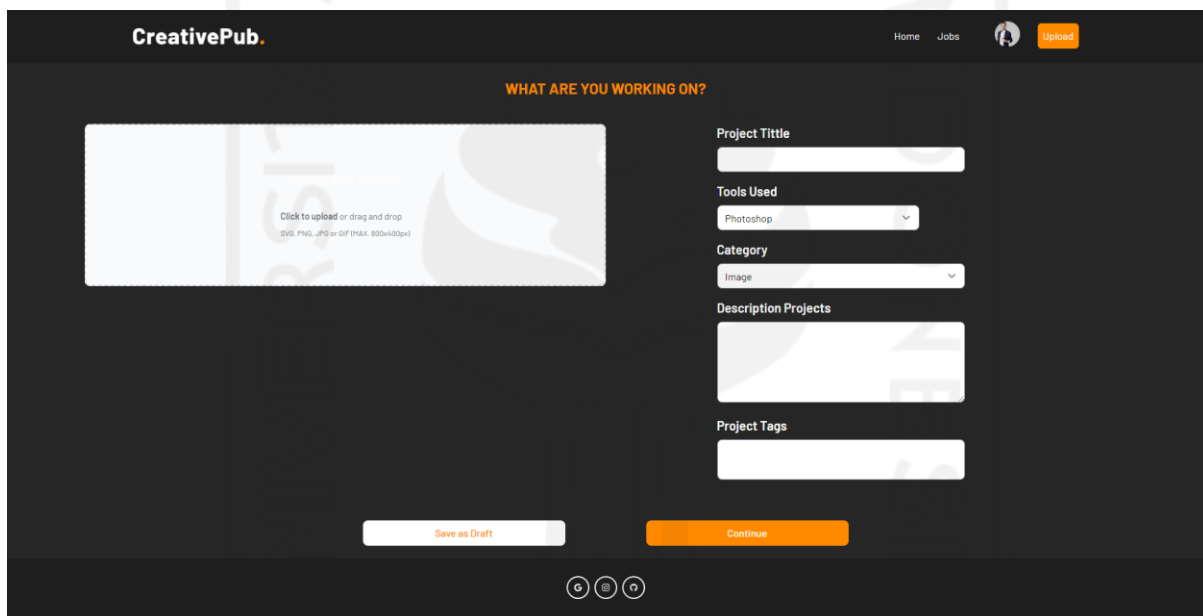 CreativePub.
Home Jobs Upload
WHAT ARE YOU WORKING ON?
Click to upload or drag and drop
SVG, PNG, JPG or GIF (MAX. 800x400px)
Project Tittle
Tools Used
Photoshop
Category
Image
Description Projects
Project Tags
Save as Draft
Continue